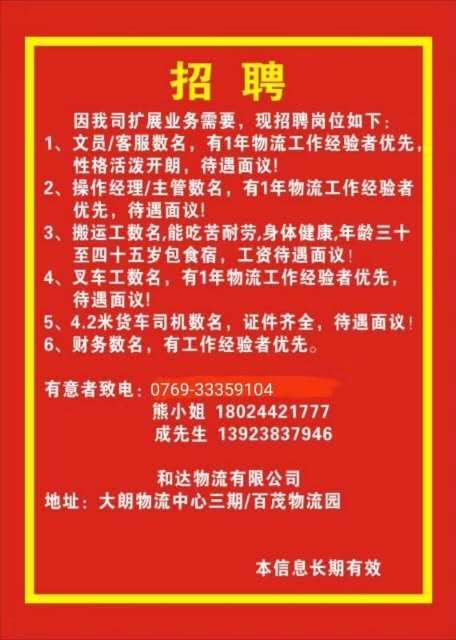 招 聘
因我司扩展业务需要，现招聘岗位如下：
1、文员/客服数名，有1年物流工作经验者优先，
性格活泼开朗，待遇面议！
2、操作经理/主管数名，有1年物流工作经验者
优先，待遇面议！
3、搬运工数名,能吃苦耐劳,身体健康,年龄三十
至四十五岁包食宿，工资待遇面议！
4、叉车工数名，有1年物流工作经验者优先，
待遇面议！
5、4.2米货车司机数名，证件齐全，待遇面议！
6、财务数名，有工作经验者优先。
有意者致电：0769-33359104
熊小姐 18024421777
成先生 13923837946
和达物流有限公司
地址：大朗物流中心三期/百茂物流园
本信息长期有效